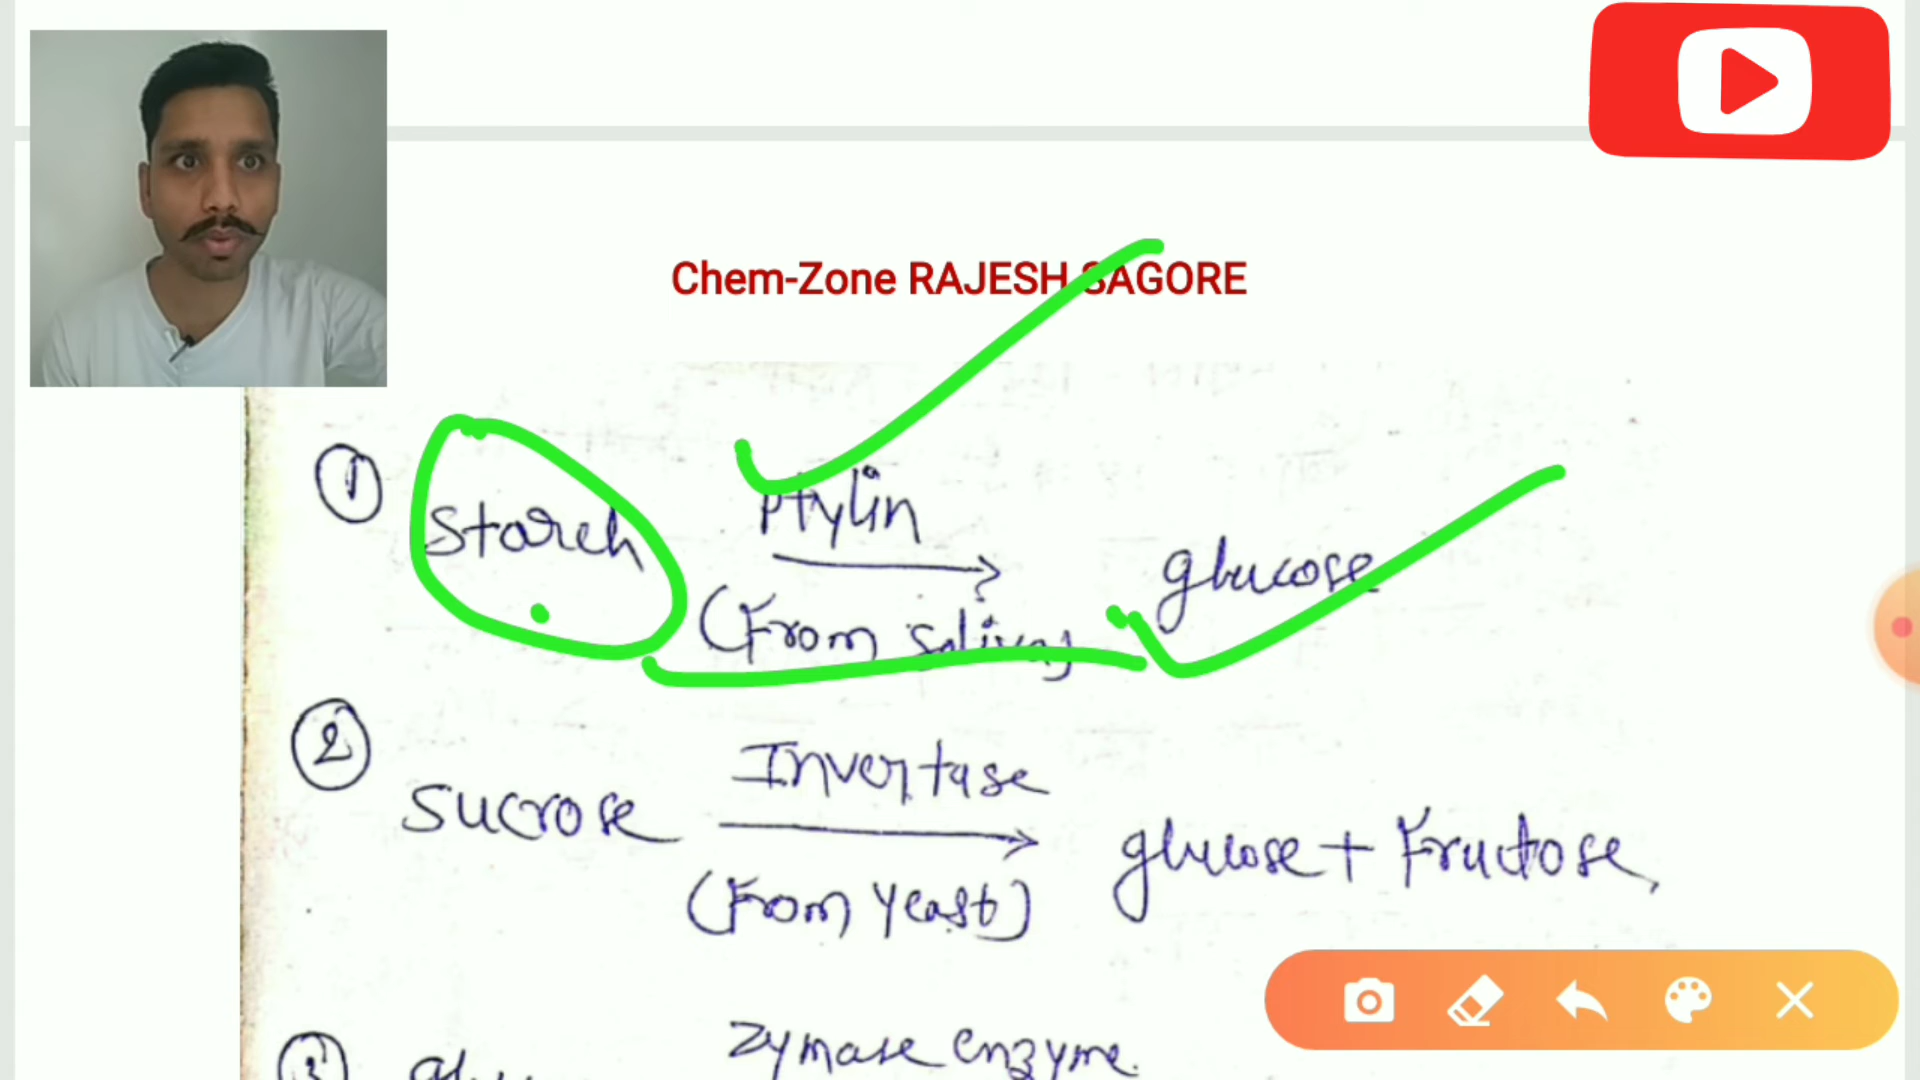 Chem-Zone RAJESH SAGORE
① Starch Ptylin glucose
(From Saliva)
② Sucrose Invertase glucose + Fructose
(From Yeast)
③ Zymase enzyme.